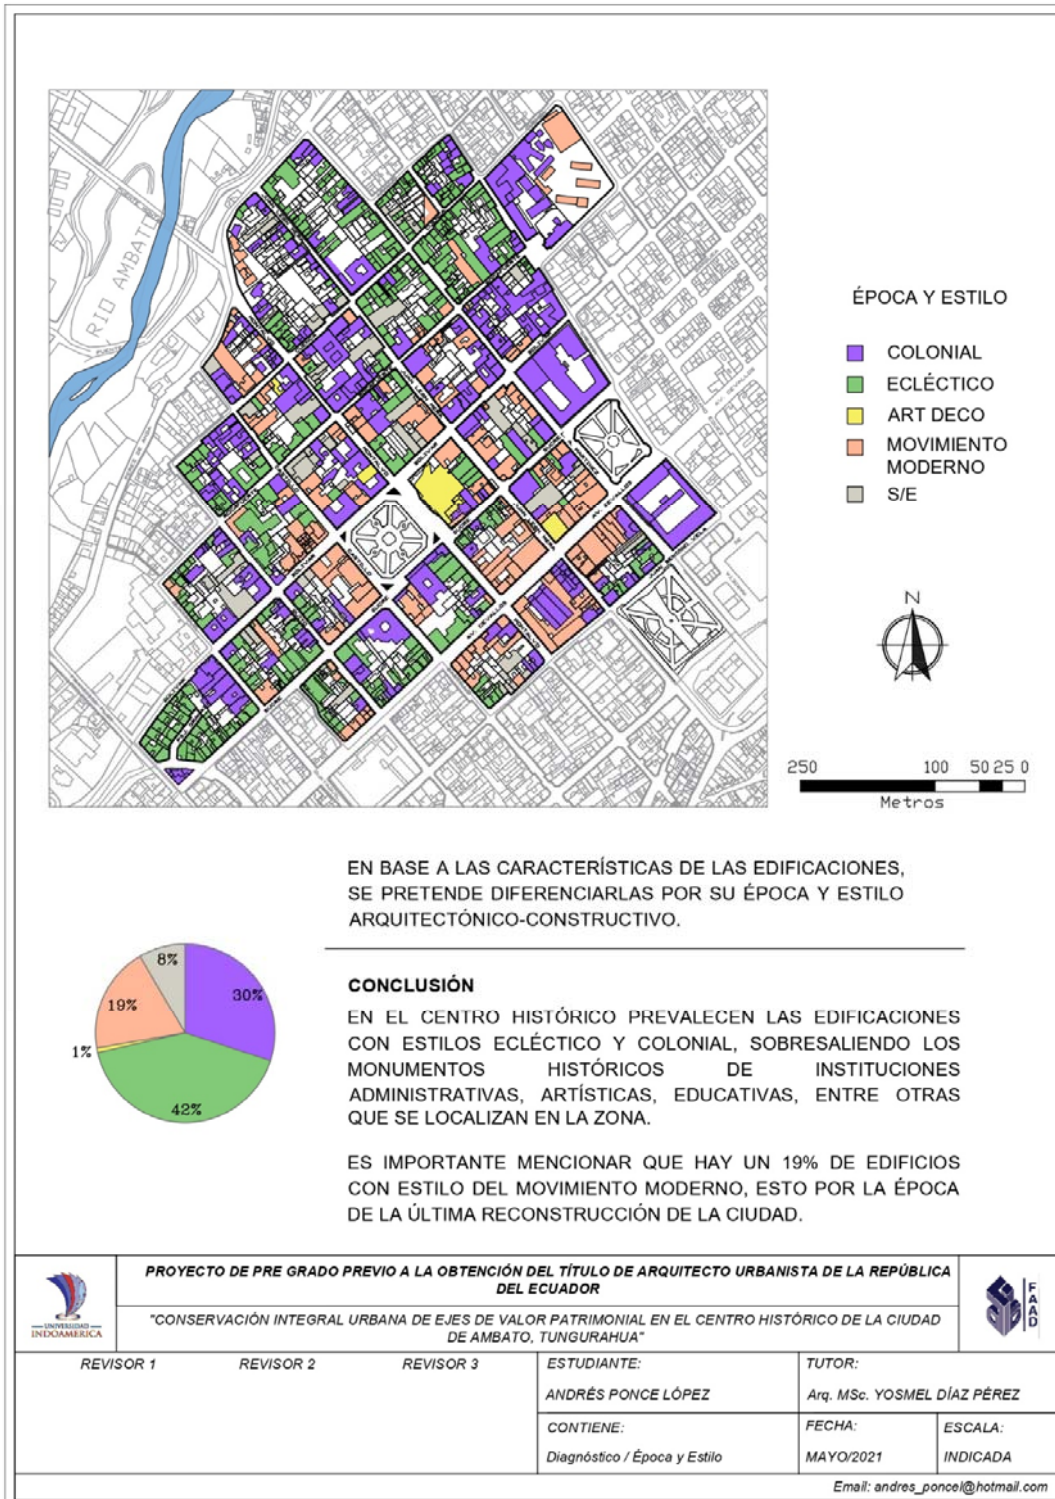 RIO AMBATO
ÉPOCA Y ESTILO
COLONIAL
ECLÉCTICO
ART DECO
MOVIMIENTO
MODERNO
S/E
N
250 100 50 25 0
Metros
EN BASE A LAS CARACTERÍSTICAS DE LAS EDIFICACIONES,
SE PRETENDE DIFERENCIARLAS POR SU ÉPOCA Y ESTILO
ARQUITECTÓNICO-CONSTRUCTIVO.
8%
30%
19%
1%
42%
CONCLUSIÓN
EN EL CENTRO HISTÓRICO PREVALECEN LAS EDIFICACIONES
CON ESTILOS ECLÉCTICO Y COLONIAL, SOBRESALIENDO LOS
MONUMENTOS HISTÓRICOS DE INSTITUCIONES
ADMINISTRATIVAS, ARTÍSTICAS, EDUCATIVAS, ENTRE OTRAS
QUE SE LOCALIZAN EN LA ZONA.
ES IMPORTANTE MENCIONAR QUE HAY UN 19% DE EDIFICIOS
CON ESTILO DEL MOVIMIENTO MODERNO, ESTO POR LA ÉPOCA
DE LA ÚLTIMA RECONSTRUCCIÓN DE LA CIUDAD.
UNIVERSIDAD
INDOAMERICA
PROYECTO DE PRE GRADO PREVIO A LA OBTENCIÓN DEL TÍTULO DE ARQUITECTO URBANISTA DE LA REPÚBLICA
DEL ECUADOR
"CONSERVACIÓN INTEGRAL URBANA DE EJES DE VALOR PATRIMONIAL EN EL CENTRO HISTÓRICO DE LA CIUDAD
DE AMBATO, TUNGURAHUA"
FAAD
REVISOR 1 REVISOR 2 REVISOR 3
ESTUDIANTE:
ANDRÉS PONCE LÓPEZ
TUTOR:
Arq. MSc. YOSMEL DÍAZ PÉREZ
CONTIENE:
Diagnóstico / Época y Estilo
FECHA:
MAYO/2021
ESCALA:
INDICADA
Email: andres_poncel@hotmail.com